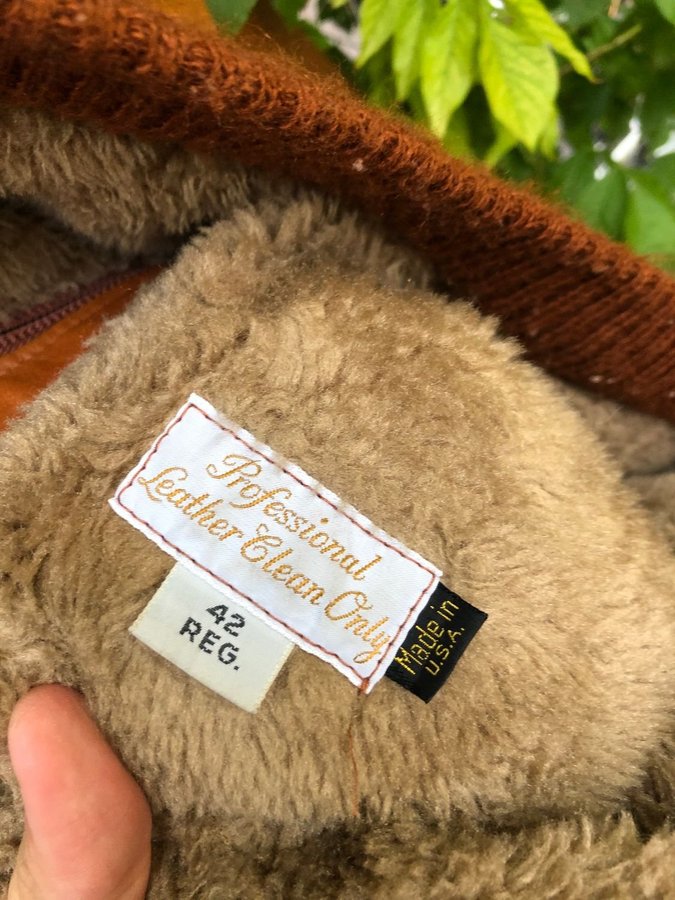 Professional
Leather Clean Only
42
REG.
Made in
U.S.A.